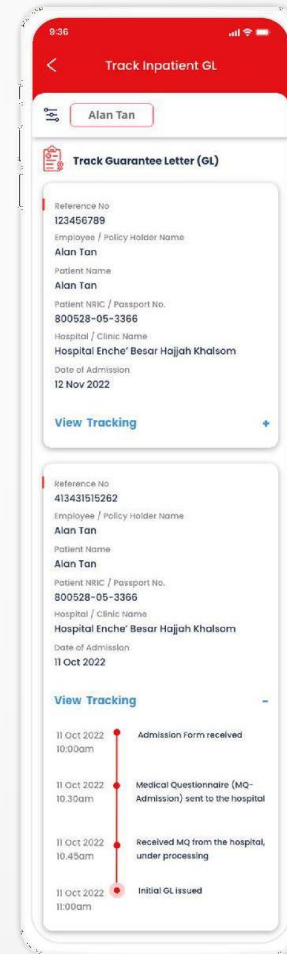 9:36
Track Inpatient GL
Alan Tan
Track Guarantee Letter (GL)
Reference No
123456789
Employee / Policy Holder Name
Alan Tan
Patient Name
Alan Tan
Patient NRIC / Passport No.
800528-05-3366
Hospital / Clinic Name
Hospital Enche' Besar Hajjah Khalsom
Date of Admission
12 Nov 2022
View Tracking +
Reference No
413431515262
Employee / Policy Holder Name
Alan Tan
Patient Name
Alan Tan
Patient NRIC / Passport No.
800528-05-3366
Hospital / Clinic Name
Hospital Enche' Besar Hajjah Khalsom
Date of Admission
11 Oct 2022
View Tracking -
11 Oct 2022 Admission Form received
10:00am
11 Oct 2022 Medical Questionnaire (MQ-
10.30am Admission) sent to the hospital
11 Oct 2022 Received MQ from the hospital,
10.45am under processing
11 Oct 2022 Initial GL issued
11:00am